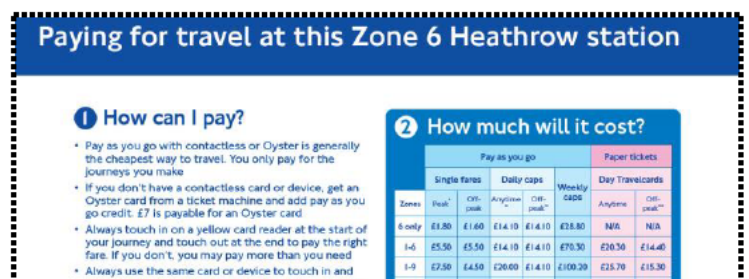 Paying for travel at this Zone 6 Heathrow station
1 How can I pay?
• Pay as you go with contactless or Oyster is generally
the cheapest way to travel. You only pay for the
journeys you make
• If you don't have a contactless card or device, get an
Oyster card from a ticket machine and add pay as you
go credit. £7 is payable for an Oyster card
• Always touch in on a yellow card reader at the start of
your journey and touch out at the end to pay the right
fare. If you don't, you may pay more than you need
• Always use the same card or device to touch in and
2 How much will it cost?
Pay as you go Paper tickets
Single fares Daily caps Weekly caps Day Travelcards
Zones Peak* Off-peak Anytime** Off-peak** Anytime Off-peak***
6 only £1.80 £1.60 £14.10 £14.10 £28.80 N/A N/A
1-6 £5.50 £5.50 £14.10 £14.10 £70.30 £20.30 £14.40
1-9 £7.50 £4.50 £20.00 £14.10 £100.20 £25.70 £15.30